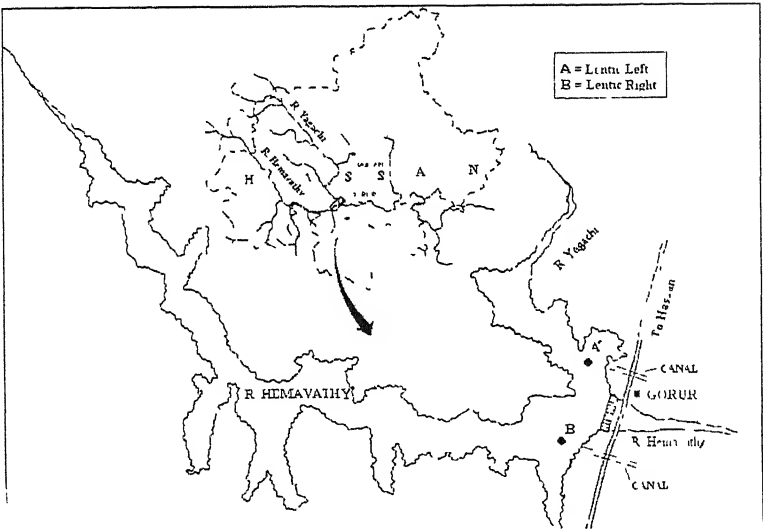 A = Lentic Left
B = Lentic Right
R Yagachi
R. Hemavathy
H
S
S
A
N
R Yagachi
To Hassan
A
CANAL
GORUR
R HEMAVATHY
B
R Hemavathy
CANAL